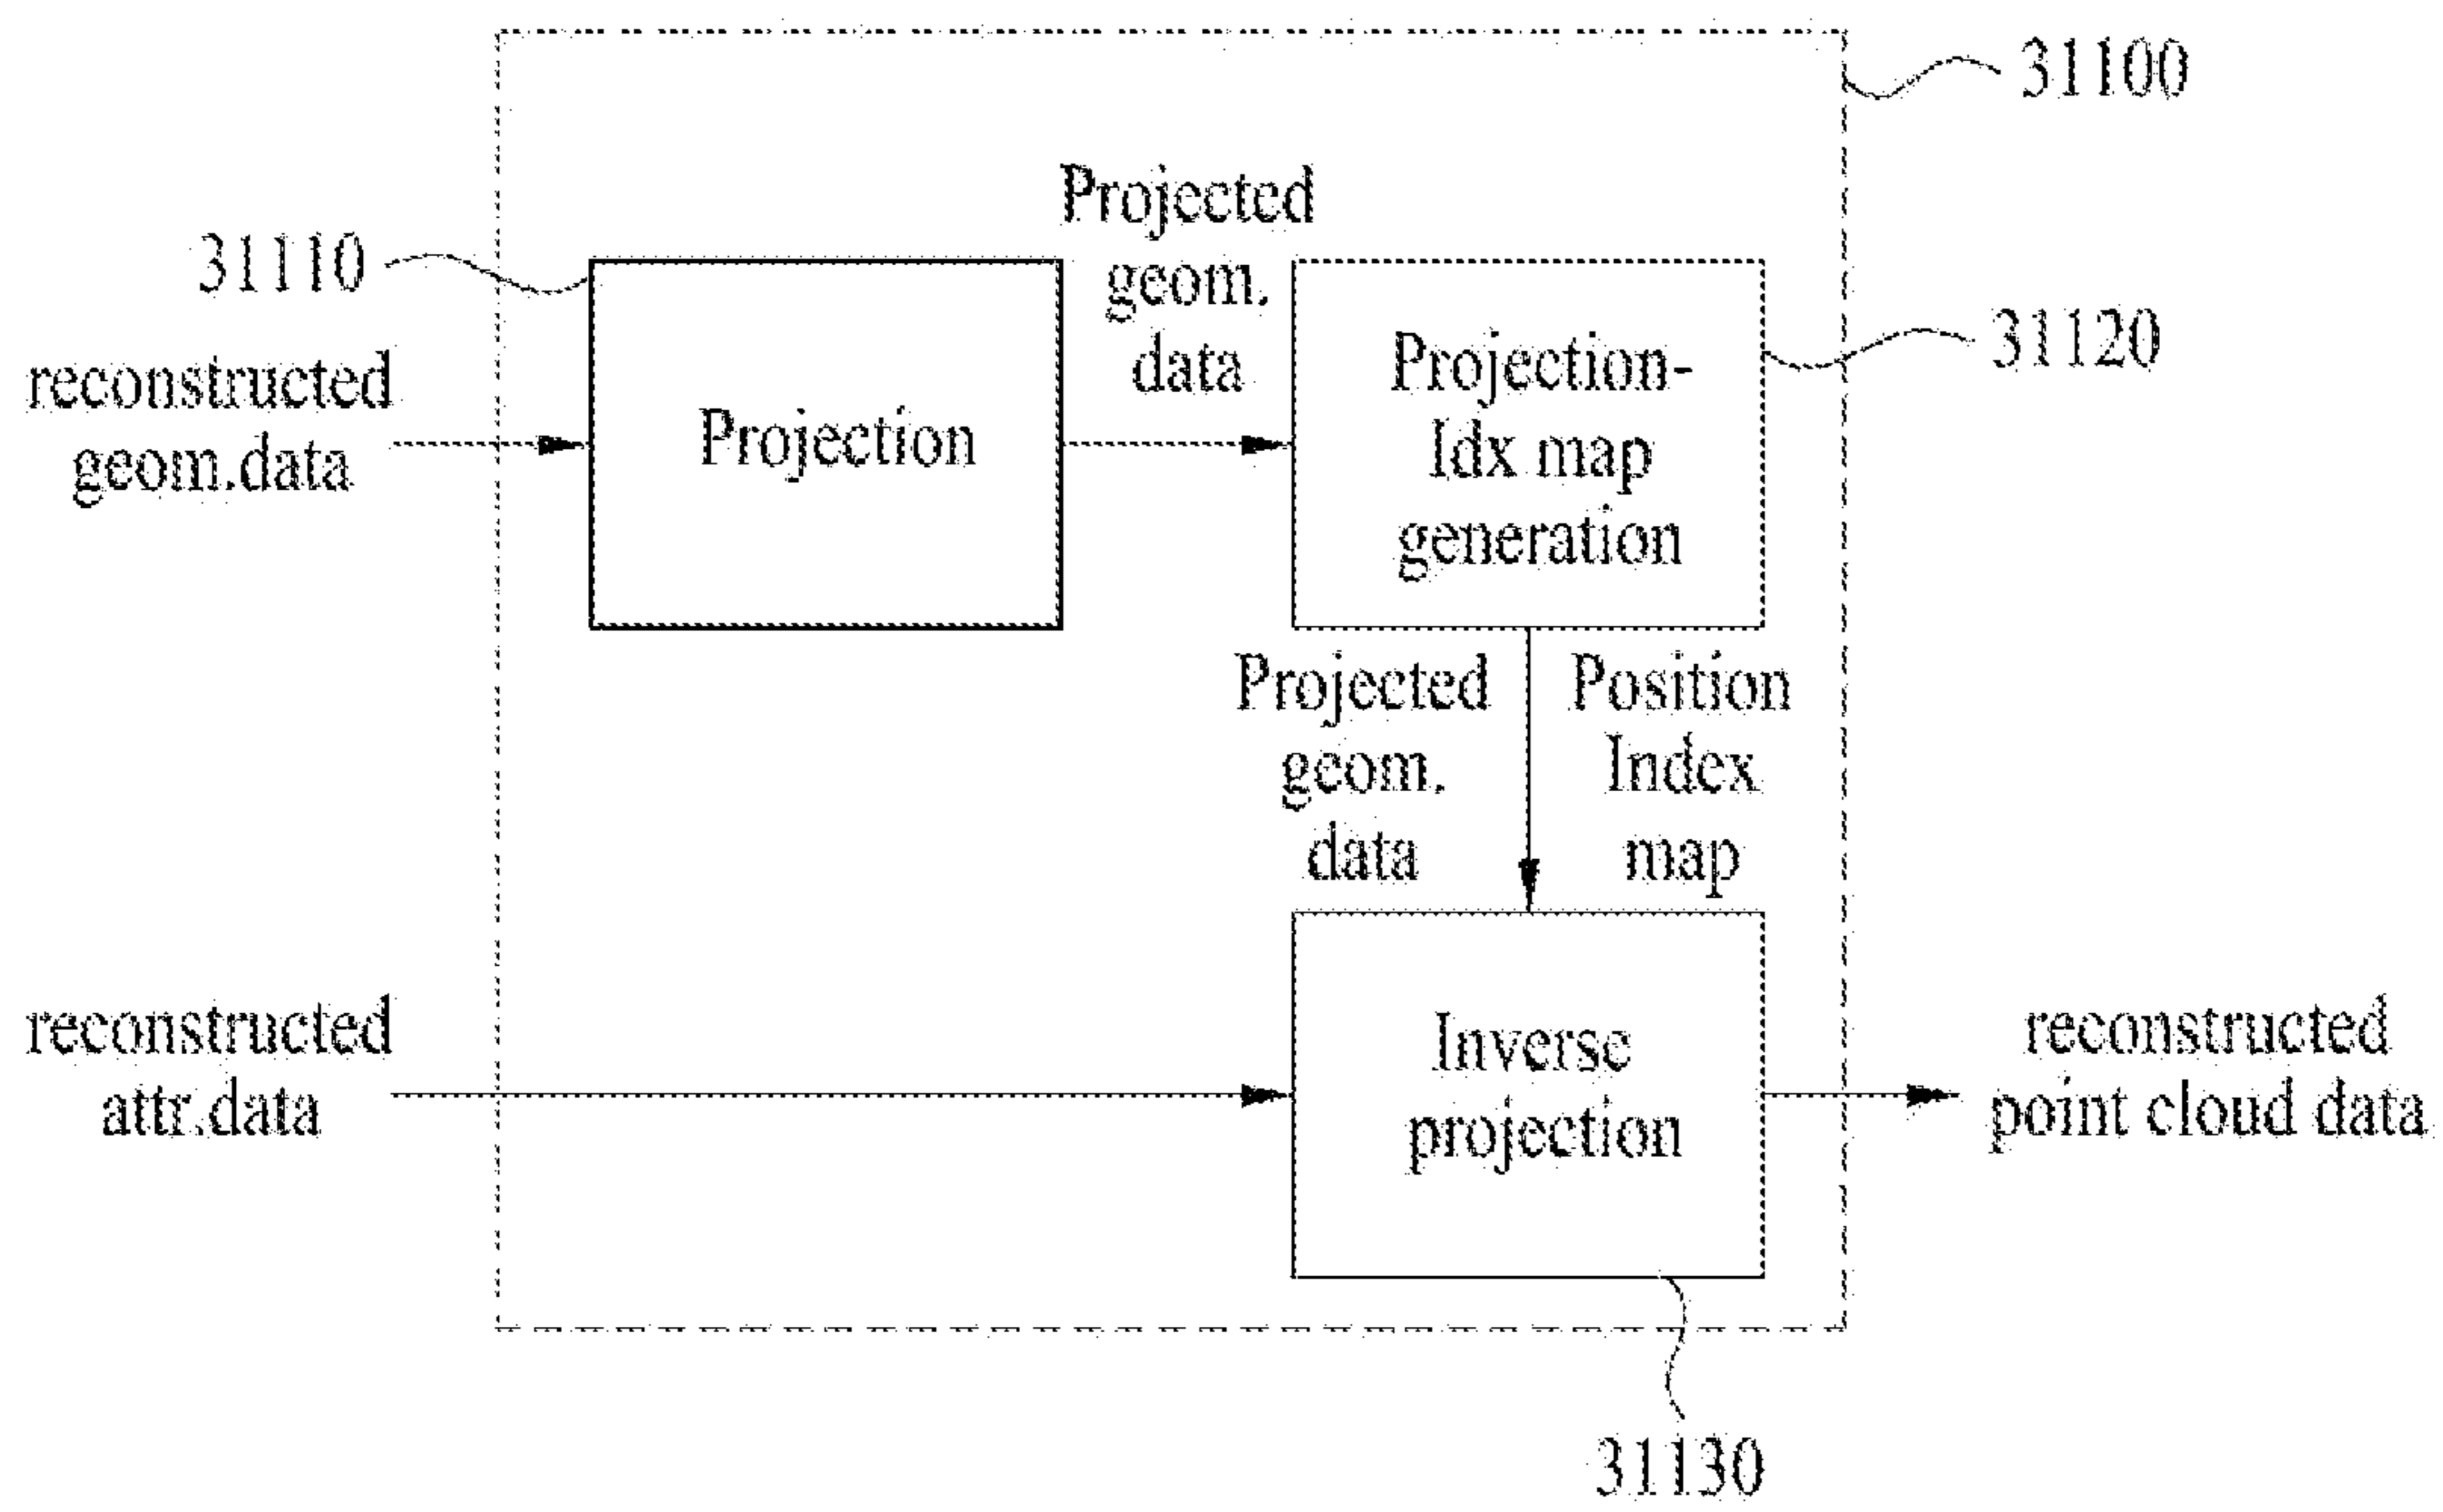 31100
Projected
geom.
data
31110
reconstructed
geom.data
Projection
Projection-
Idx map
generation
31120
Projected
geom.
data
Position
Index
map
reconstructed
attr.data
Inverse
projection
reconstructed
point cloud data
31130